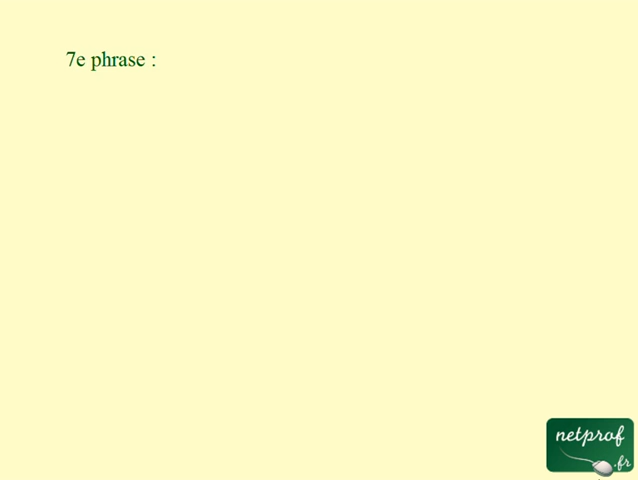 7e phrase :
netprof
.fr